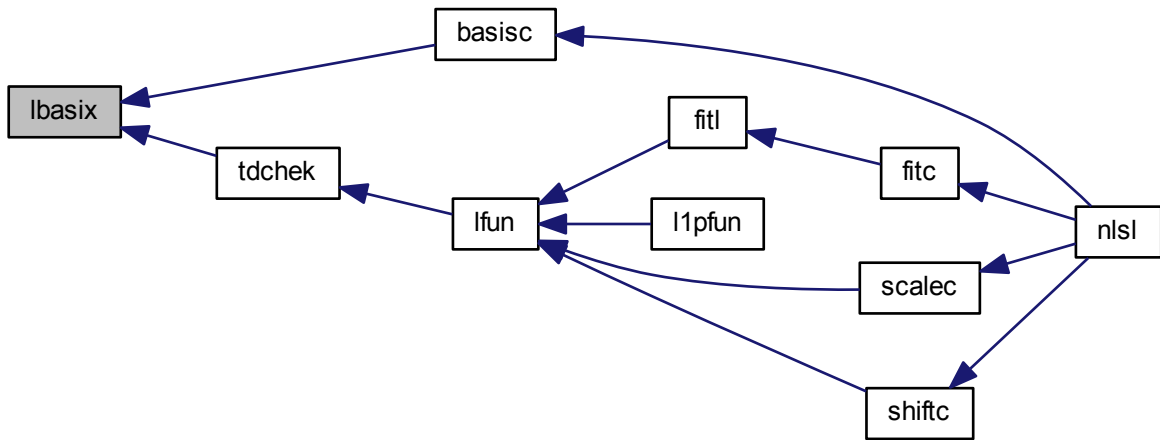 basisc
lbasix
fitl
tdchek
fitc
lfun
l1pfun
nlsl
scalec
shiftc